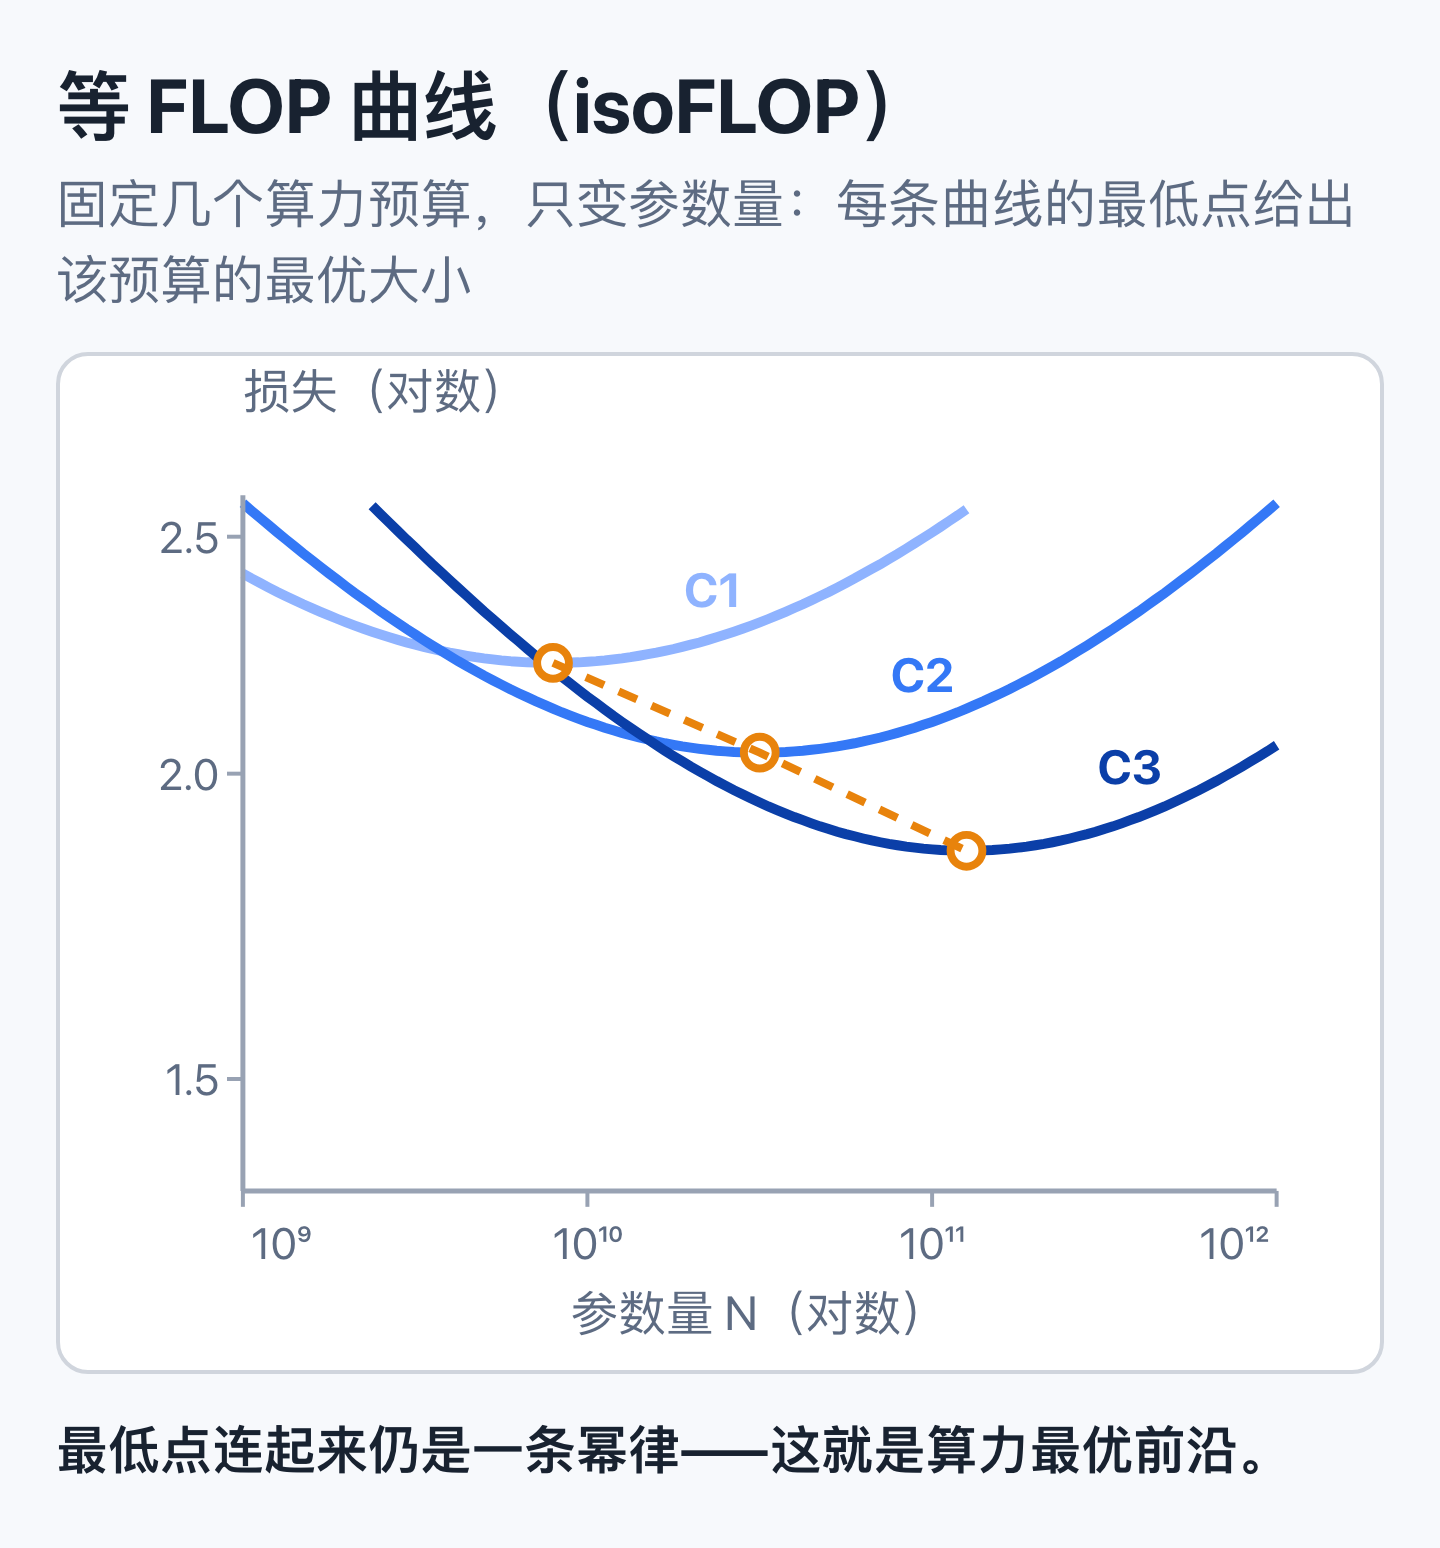 等 FLOP 曲线（isoFLOP）
固定几个算力预算，只变参数量：每条曲线的最低点给出
该预算的最优大小
损失（对数）
2.5
C1
C2
2.0
C3
1.5
10⁹ 10¹⁰ 10¹¹ 10¹²
参数量 N（对数）
最低点连起来仍是一条幂律——这就是算力最优前沿。